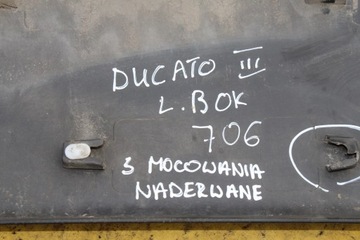 DUCATO III
L. BOK
706
3 MOCOWANIA
NADERWANE